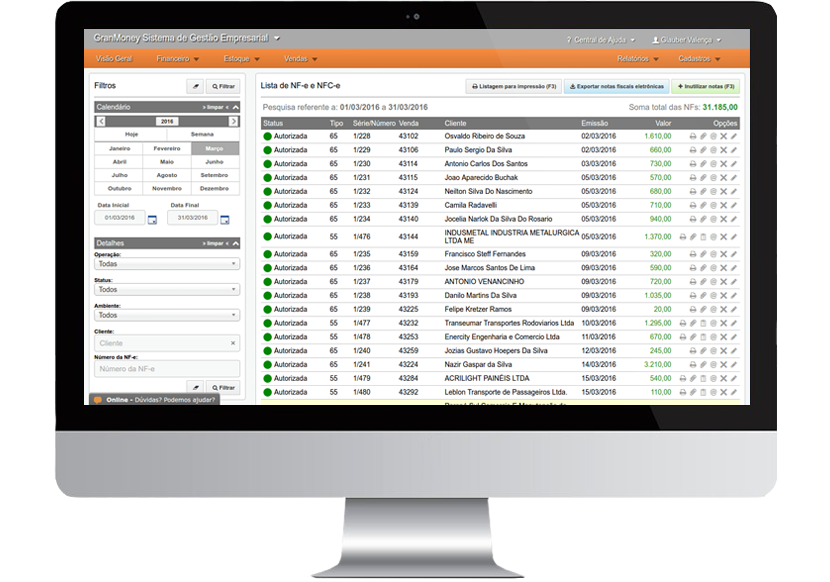 GranMoney Sistema de Gestão Empresarial
? Central de Ajuda
Glauber Valença
Visão Geral Financeiro Estoque Vendas Relatórios Cadastros
Filtros
Filtrar
Calendário
> limpar <
2016
Hoje Semana
Janeiro Fevereiro Março
Abril Maio Junho
Julho Agosto Setembro
Outubro Novembro Dezembro
Data Inicial Data Final
01/03/2016 31/03/2016
Detalhes
> limpar <
Operação:
Todas
Status:
Todos
Ambiente:
Todos
Cliente:
Cliente
Número da NF-e:
Número da NF-e
Filtrar
Online - Dúvidas? Podemos ajudar?
Lista de NF-e e NFC-e
Listagem para impressão (F3)
Exportar notas fiscais eletrônicas
Inutilizar notas (F3)
Pesquisa referente a: 01/03/2016 a 31/03/2016
Soma total das NFs: 31.185,00
Status Tipo Série/Número Venda Cliente Emissão Valor Opções
Autorizada 65 1/228 43102 Osvaldo Ribeiro de Souza 02/03/2016 1.610,00
Autorizada 65 1/229 43106 Paulo Sergio Da Silva 02/03/2016 660,00
Autorizada 65 1/230 43114 Antonio Carlos Dos Santos 03/03/2016 730,00
Autorizada 65 1/231 43115 Joao Aparecido Buchak 05/03/2016 570,00
Autorizada 65 1/232 43124 Neilton Silva Do Nascimento 05/03/2016 680,00
Autorizada 65 1/233 43139 Camila Radavelli 05/03/2016 710,00
Autorizada 65 1/234 43140 Jocelia Narlok Da Silva Do Rosario 05/03/2016 940,00
Autorizada 55 1/476 43144 INDUSMETAL INDUSTRIA METALURGICA LTDA ME 05/03/2016 1.370,00
Autorizada 65 1/235 43159 Francisco Steff Fernandes 09/03/2016 320,00
Autorizada 65 1/236 43164 Jose Marcos Santos De Lima 09/03/2016 590,00
Autorizada 65 1/237 43179 ANTONIO VENANCINHO 09/03/2016 720,00
Autorizada 65 1/238 43193 Danilo Martins Da Silva 09/03/2016 1.035,00
Autorizada 65 1/239 43225 Felipe Kretzer Ramos 09/03/2016 20,00
Autorizada 55 1/477 43232 Transeumar Transportes Rodoviarios Ltda 10/03/2016 1.295,00
Autorizada 55 1/478 43253 Enercity Engenharia e Comercio Ltda 11/03/2016 670,00
Autorizada 65 1/240 43259 Jozias Gustavo Hoepers Da Silva 12/03/2016 245,00
Autorizada 65 1/241 43224 Nazir Gaspar da Silva 14/03/2016 3.210,00
Autorizada 55 1/479 43284 ACRILIGHT PAINÉIS LTDA 15/03/2016 540,00
Autorizada 55 1/480 43292 Leblon Transporte de Passageiros Ltda. 15/03/2016 110,00